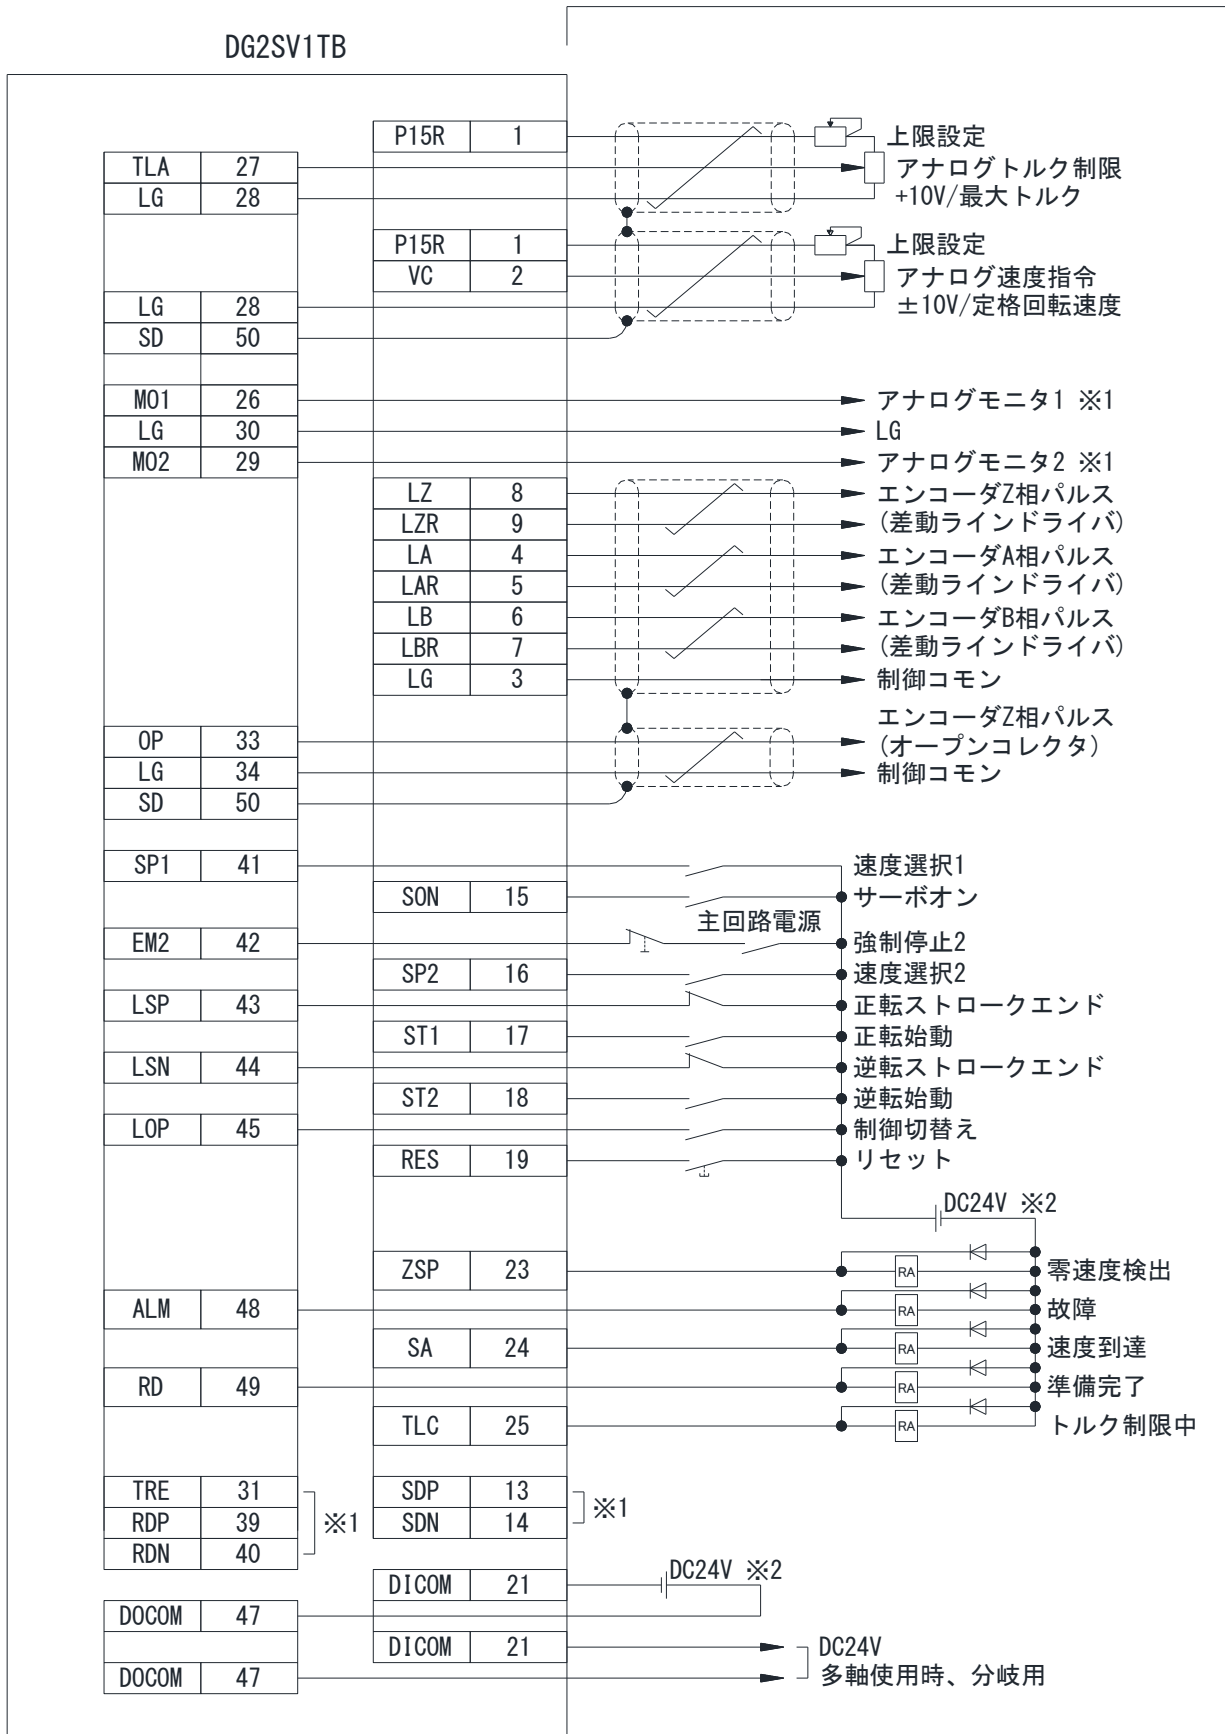 DG2SV1TB
P15R 1 上限設定
TLA 27 アナログトルク制限
LG 28 +10V/最大トルク
P15R 1 上限設定
VC 2 アナログ速度指令
LG 28 ±10V/定格回転速度
SD 50
MO1 26 アナログモニタ1 ※1
LG 30 LG
MO2 29 アナログモニタ2 ※1
LZ 8 エンコーダZ相パルス
LZR 9 (差動ラインドライバ)
LA 4 エンコーダA相パルス
LAR 5 (差動ラインドライバ)
LB 6 エンコーダB相パルス
LBR 7 (差動ラインドライバ)
LG 3 制御コモン
エンコーダZ相パルス
OP 33 (オープンコレクタ)
LG 34 制御コモン
SD 50
SP1 41 速度選択1
SON 15 サーボオン
主回路電源
EM2 42 強制停止2
SP2 16 速度選択2
LSP 43 正転ストロークエンド
ST1 17 正転始動
LSN 44 逆転ストロークエンド
ST2 18 逆転始動
LOP 45 制御切替え
RES 19 リセット
DC24V ※2
ZSP 23 RA 零速度検出
ALM 48 RA 故障
SA 24 RA 速度到達
RD 49 RA 準備完了
TLC 25 RA トルク制限中
TRE 31 SDP 13
RDP 39 ※1 SDN 14 ※1
RDN 40
DICOM 21 DC24V ※2
DOCOM 47
DICOM 21 DC24V
DOCOM 47 多軸使用時、分岐用